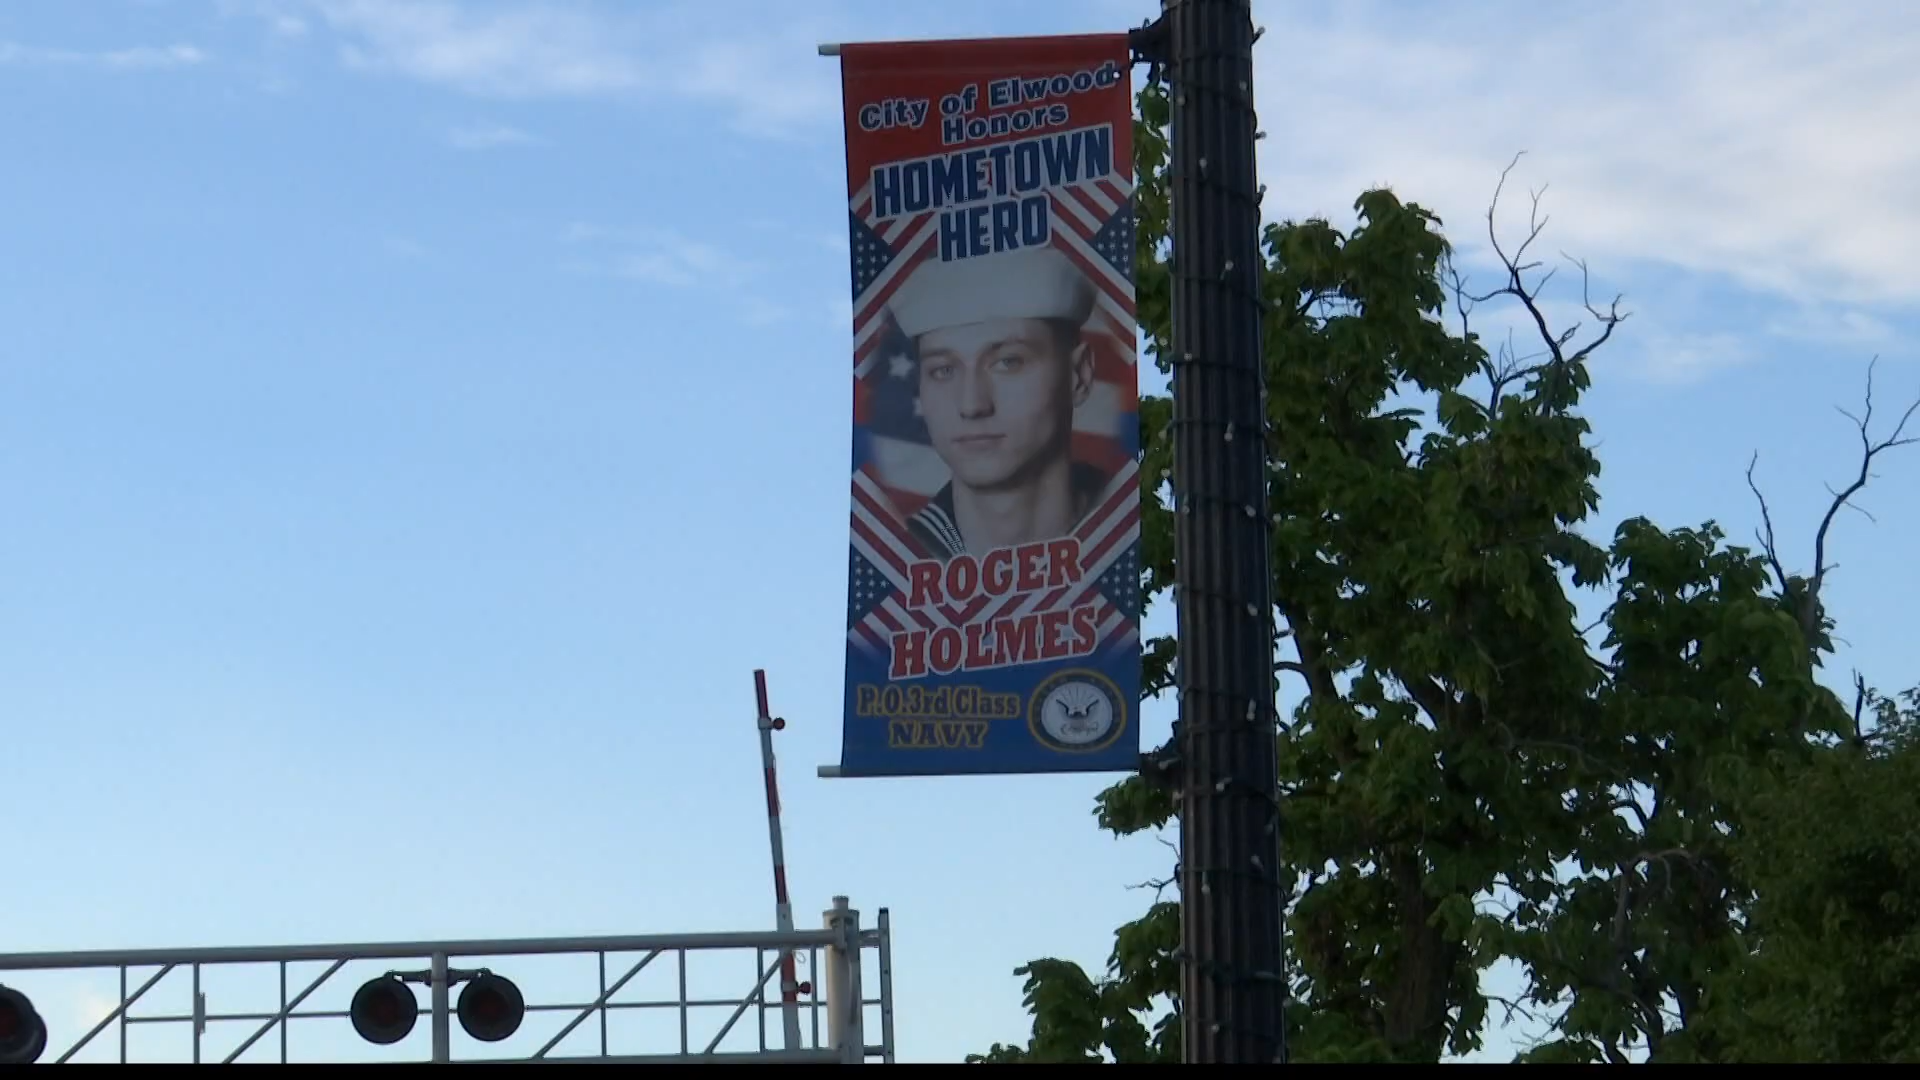 City of Elwood
Honors
HOMETOWN
HERO
ROGER
HOLMES
P.O.3rd Class
NAVY